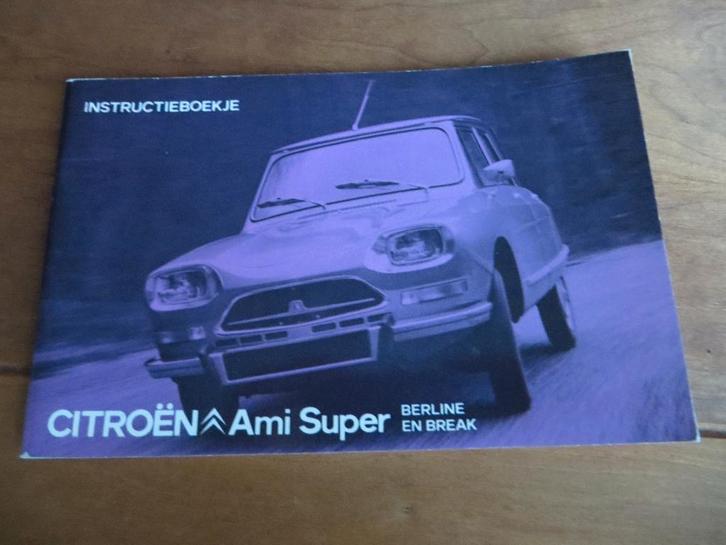 INSTRUCTIEBOEKJE
CITROËN Ami Super BERLINE
EN BREAK